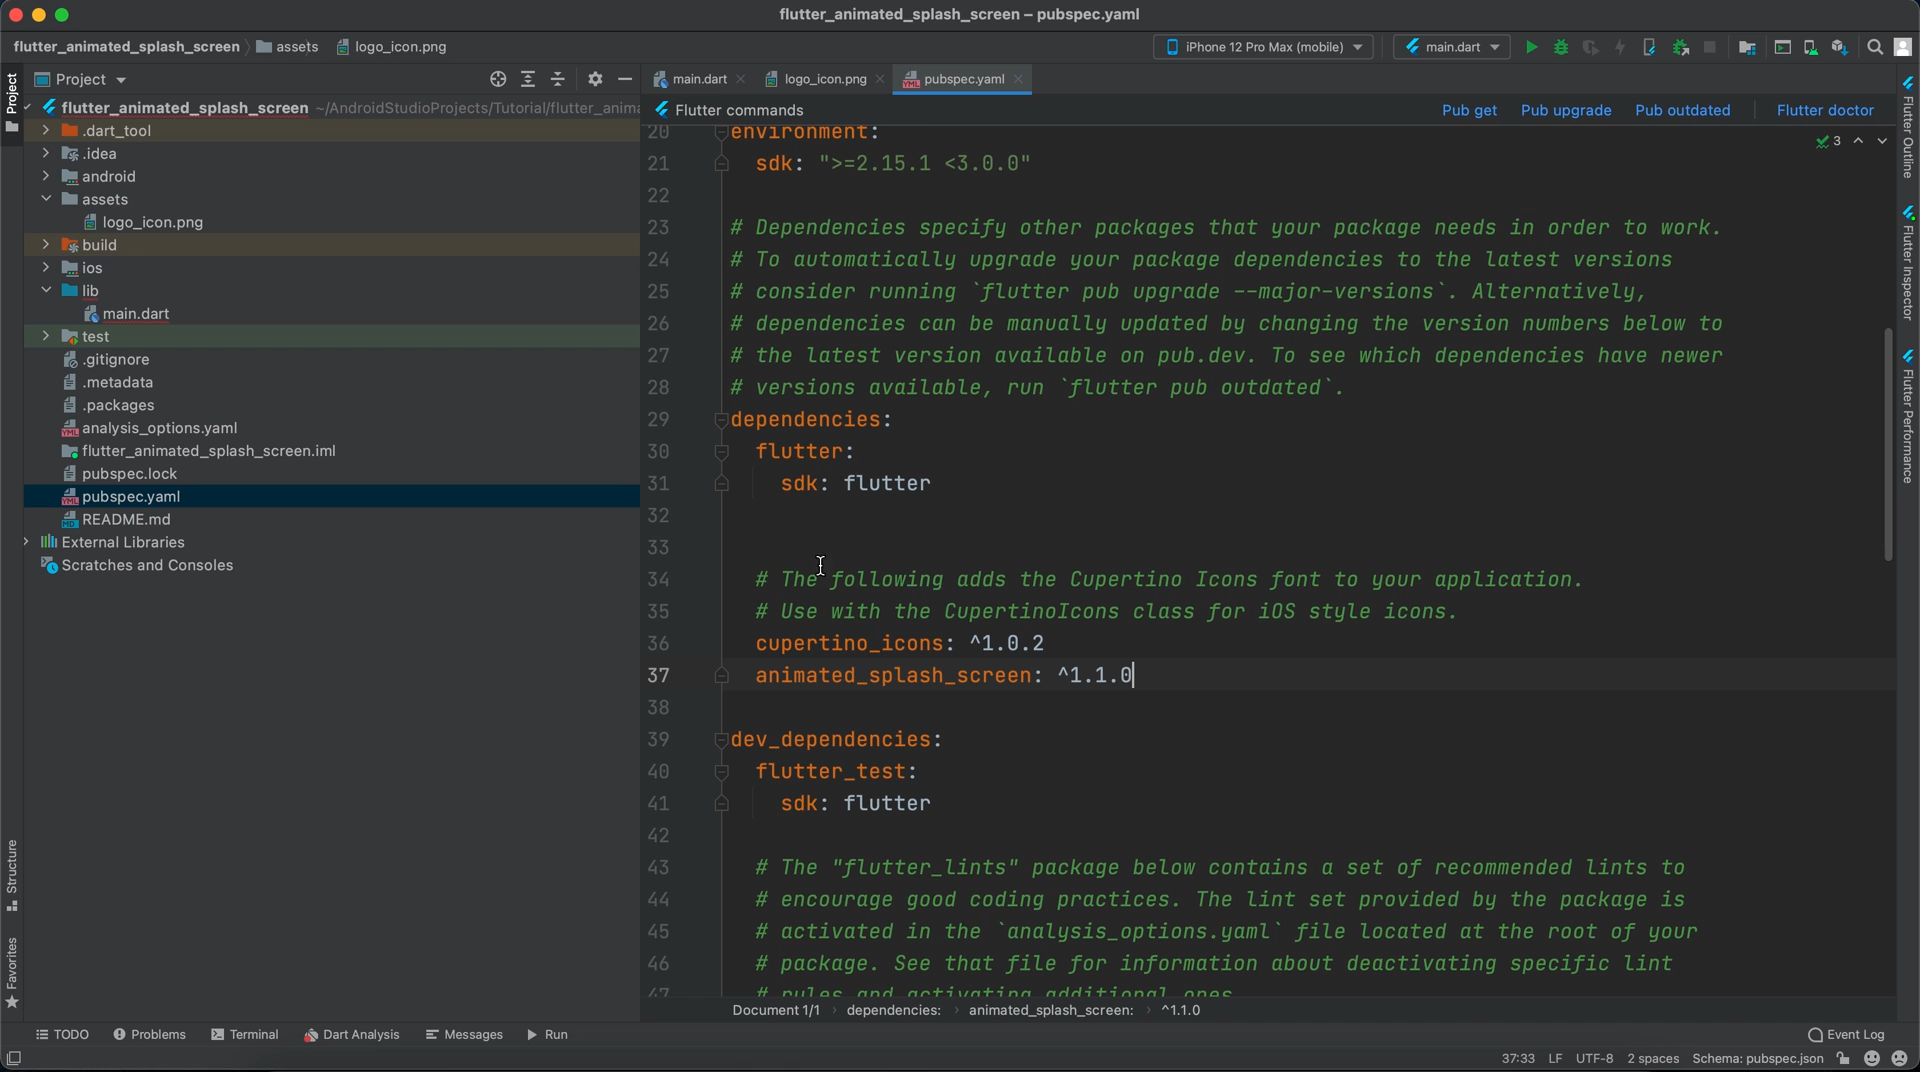 flutter_animated_splash_screen – pubspec.yaml
flutter_animated_splash_screen
assets
logo_icon.png
iPhone 12 Pro Max (mobile)
main.dart
Project
Project
main.dart
logo_icon.png
pubspec.yaml
flutter_animated_splash_screen ~/AndroidStudioProjects/Tutorial/flutter_anima
.dart_tool
.idea
android
assets
logo_icon.png
build
ios
lib
main.dart
test
.gitignore
.metadata
.packages
analysis_options.yaml
flutter_animated_splash_screen.iml
pubspec.lock
pubspec.yaml
README.md
External Libraries
Scratches and Consoles
Structure
Favorites
Flutter commands
Pub get
Pub upgrade
Pub outdated
Flutter doctor
3
20 environment:
21 sdk: ">=2.15.1 <3.0.0"
22
23 # Dependencies specify other packages that your package needs in order to work.
24 # To automatically upgrade your package dependencies to the latest versions
25 # consider running `flutter pub upgrade --major-versions`. Alternatively,
26 # dependencies can be manually updated by changing the version numbers below to
27 # the latest version available on pub.dev. To see which dependencies have newer
28 # versions available, run `flutter pub outdated`.
29 dependencies:
30 flutter:
31 sdk: flutter
32
33
34 # The following adds the Cupertino Icons font to your application.
35 # Use with the CupertinoIcons class for iOS style icons.
36 cupertino_icons: ^1.0.2
37 animated_splash_screen: ^1.1.0
38
39 dev_dependencies:
40 flutter_test:
41 sdk: flutter
42
43 # The "flutter_lints" package below contains a set of recommended lints to
44 # encourage good coding practices. The lint set provided by the package is
45 # activated in the `analysis_options.yaml` file located at the root of your
46 # package. See that file for information about deactivating specific lint
47 # rules and activating additional ones
Flutter Outline
Flutter Inspector
Flutter Performance
Document 1/1
dependencies:
animated_splash_screen:
^1.1.0
TODO
Problems
Terminal
Dart Analysis
Messages
Run
Event Log
37:33
LF
UTF-8
2 spaces
Schema: pubspec.json